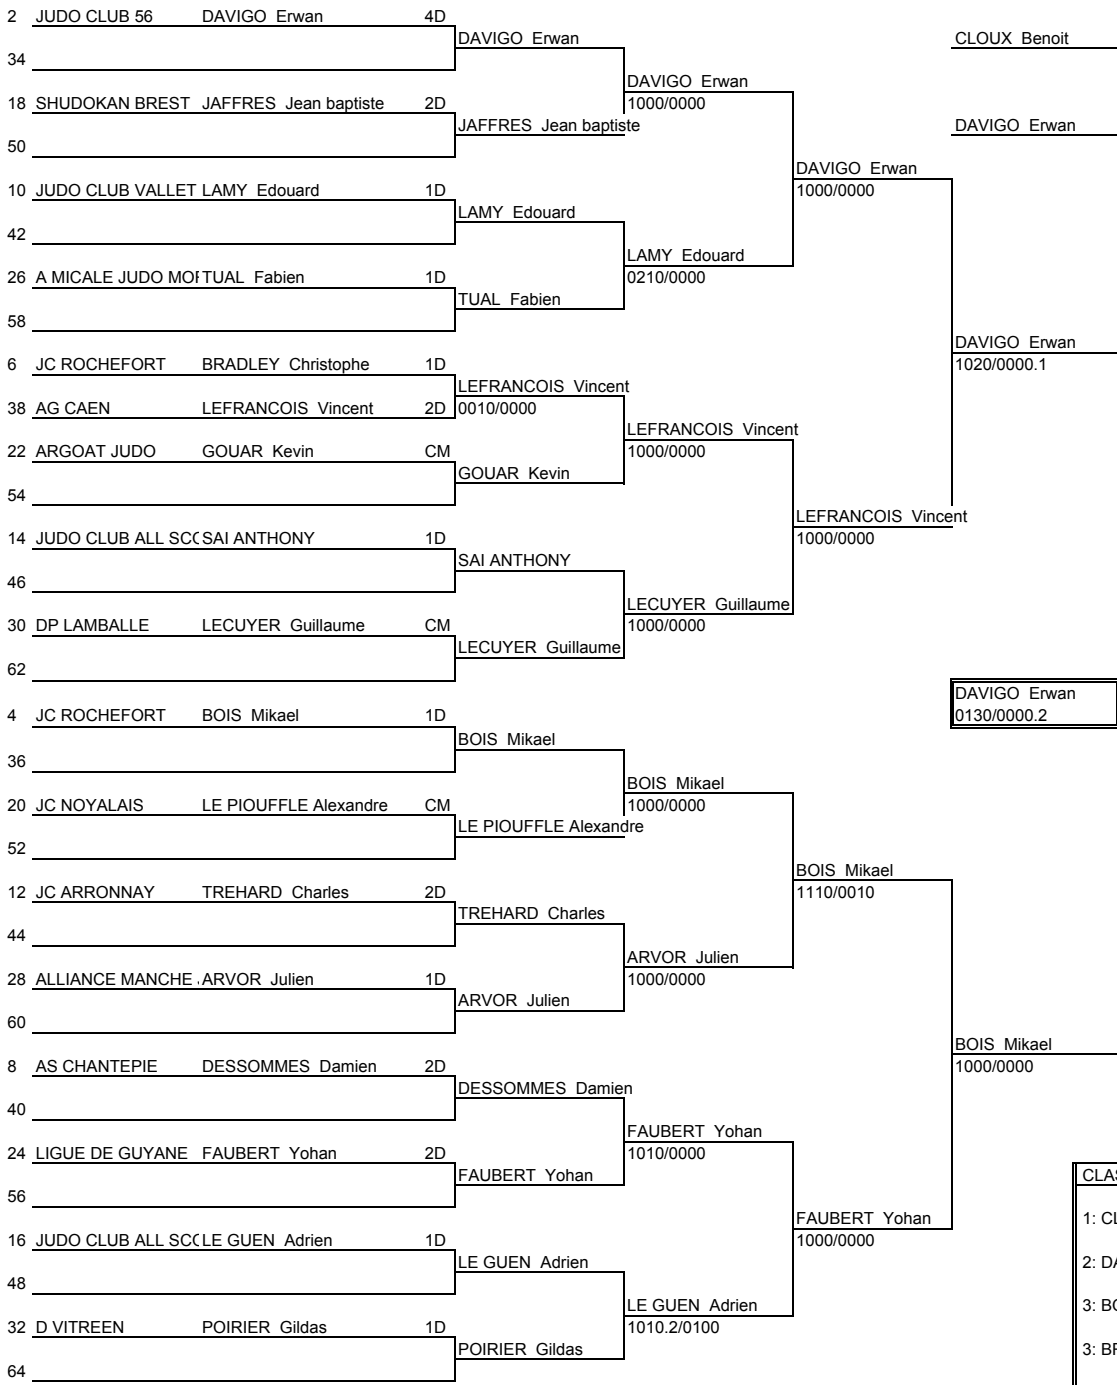 2 JUDO CLUB 56 DAVIGO Erwan 4D
DAVIGO Erwan
CLOUX Benoit
34
DAVIGO Erwan
18 SHUDOKAN BREST JAFFRES Jean baptiste 2D
1000/0000
JAFFRES Jean baptiste
DAVIGO Erwan
50
DAVIGO Erwan
10 JUDO CLUB VALLET LAMY Edouard 1D
1000/0000
LAMY Edouard
42
LAMY Edouard
26 A MICALE JUDO MO TUAL Fabien 1D
0210/0000
TUAL Fabien
58
DAVIGO Erwan
6 JC ROCHEFORT BRADLEY Christophe 1D
1020/0000.1
LEFRANCOIS Vincent
38 AG CAEN LEFRANCOIS Vincent 2D
0010/0000
LEFRANCOIS Vincent
22 ARGOAT JUDO GOUAR Kevin CM
1000/0000
GOUAR Kevin
54
LEFRANCOIS Vincent
14 JUDO CLUB ALL SCO SAI ANTHONY 1D
1000/0000
SAI ANTHONY
46
LECUYER Guillaume
30 DP LAMBALLE LECUYER Guillaume CM
1000/0000
LECUYER Guillaume
62
DAVIGO Erwan
4 JC ROCHEFORT BOIS Mikael 1D
0130/0000.2
BOIS Mikael
36
BOIS Mikael
20 JC NOYALAIS LE PIOUFFLE Alexandre CM
1000/0000
LE PIOUFFLE Alexandre
52
BOIS Mikael
12 JC ARRONNAY TREHARD Charles 2D
1110/0010
TREHARD Charles
44
ARVOR Julien
28 ALLIANCE MANCHE ARVOR Julien 1D
1000/0000
ARVOR Julien
60
BOIS Mikael
8 AS CHANTEPIE DESSOMMES Damien 2D
1000/0000
DESSOMMES Damien
40
FAUBERT Yohan
24 LIGUE DE GUYANE FAUBERT Yohan 2D
1010/0000
FAUBERT Yohan
CLAS
56
FAUBERT Yohan
1: CL
16 JUDO CLUB ALL SCO LE GUEN Adrien 1D
1000/0000
LE GUEN Adrien
2: DA
48
LE GUEN Adrien
3: BO
32 D VITREEN POIRIER Gildas 1D
1010.2/0100
POIRIER Gildas
3: BR
64